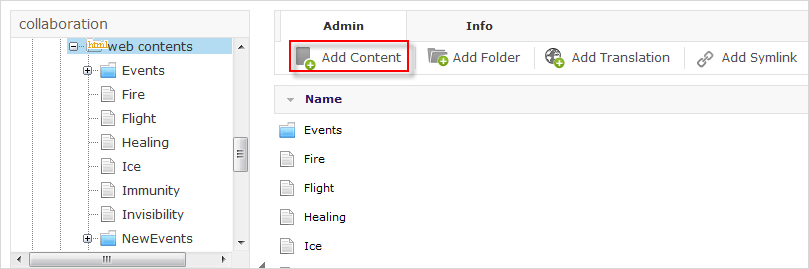 collaboration
html web contents
Events
Fire
Flight
Healing
Ice
Immunity
Invisibility
NewEvents
Admin Info
Add Content Add Folder Add Translation Add Symlink
Name
Events
Fire
Flight
Healing
Ice